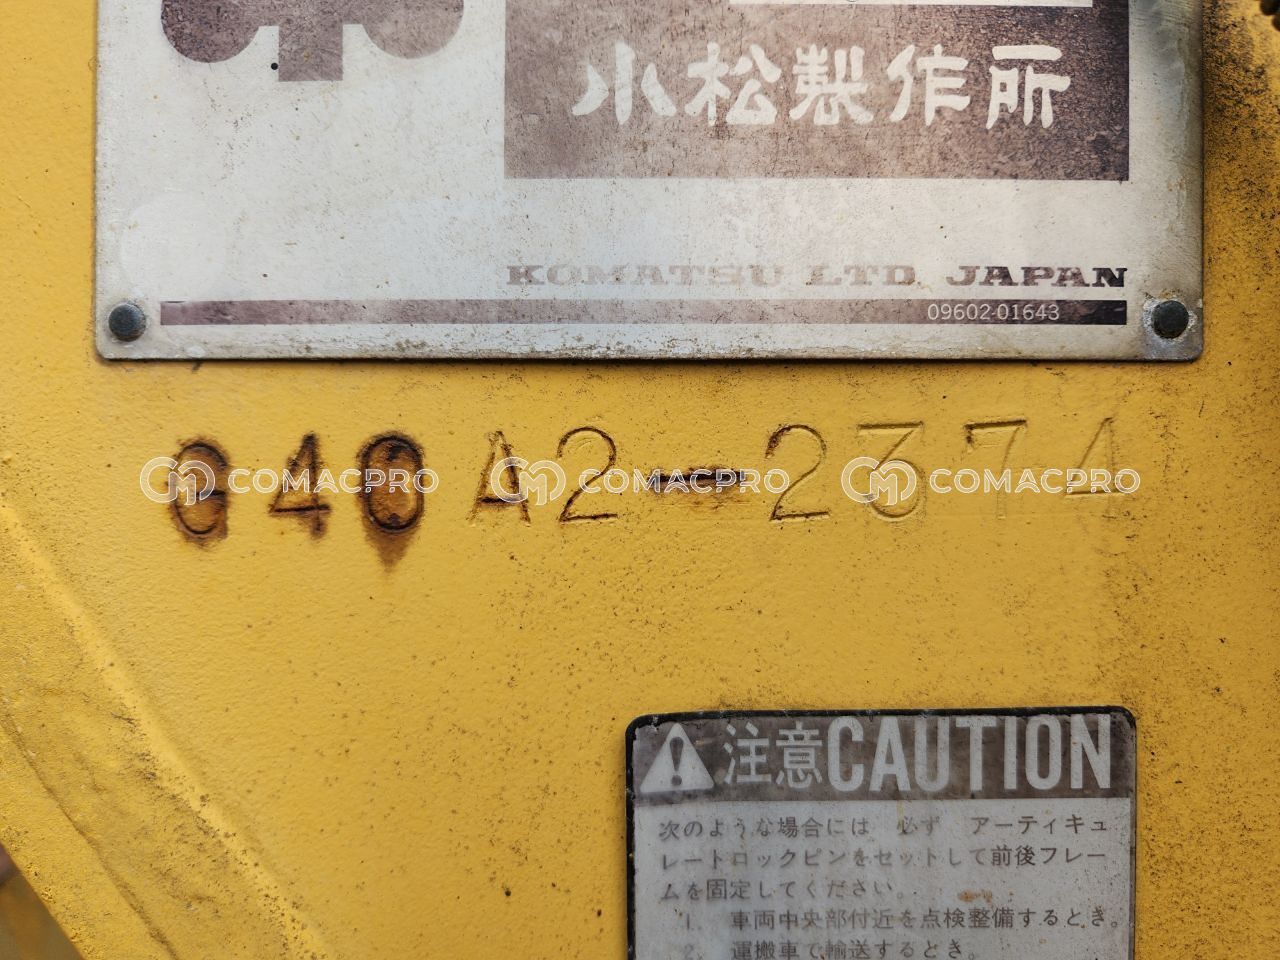 小松製作所
KOMATSU LTD. JAPAN
09602-01643
G40A2-2374
COMACPRO COMACPRO COMACPRO
注意CAUTION
次のような場合には 必ず アーティキュ
レートロックピンをセットして前後フレー
ムを固定してください。
1. 車両中央部付近を点検整備するとき。
2. 運搬車で輸送するとき。